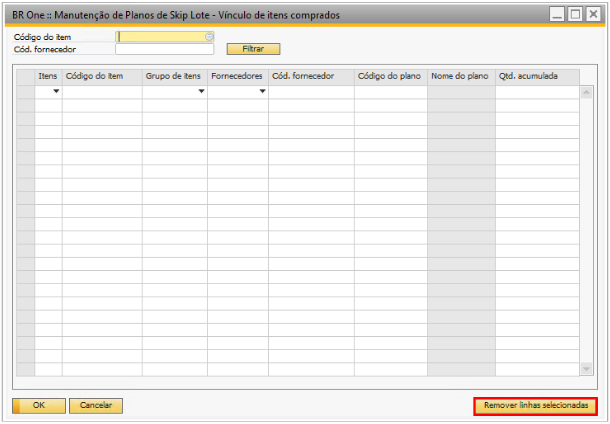 BR One :: Manutenção de Planos de Skip Lote - Vínculo de itens comprados
Código do item
Cód. fornecedor Filtrar
Itens Código do item Grupo de itens Fornecedores Cód. fornecedor Código do plano Nome do plano Qtd. acumulada
OK Cancelar Remover linhas selecionadas